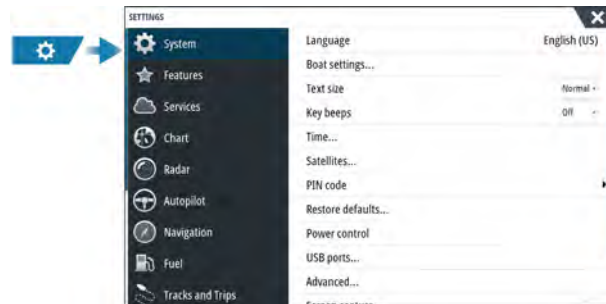 SETTINGS
System
Features
Services
Chart
Radar
Autopilot
Navigation
Fuel
Tracks and Trips
Language English (US)
Boat settings...
Text size Normal
Key beeps Off
Time...
Satellites...
PIN code
Restore defaults...
Power control
USB ports...
Advanced...